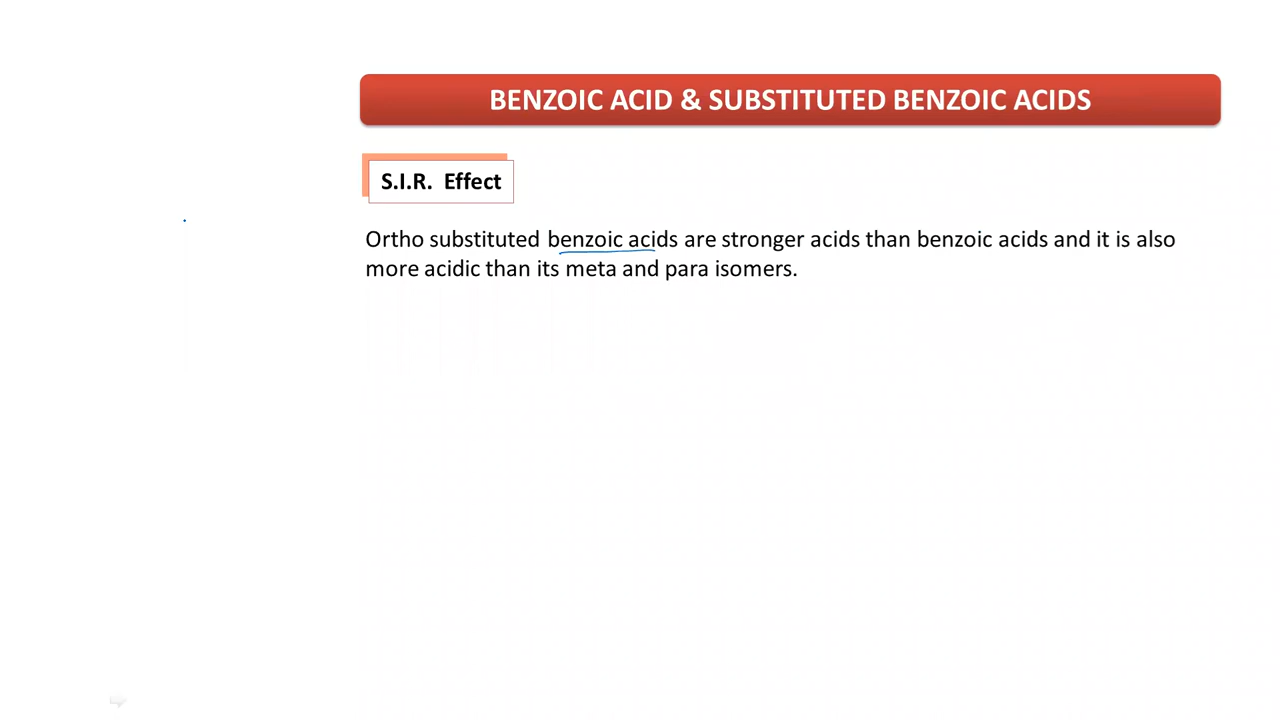 BENZOIC ACID & SUBSTITUTED BENZOIC ACIDS
S.I.R. Effect
Ortho substituted benzoic acids are stronger acids than benzoic acids and it is also
more acidic than its meta and para isomers.